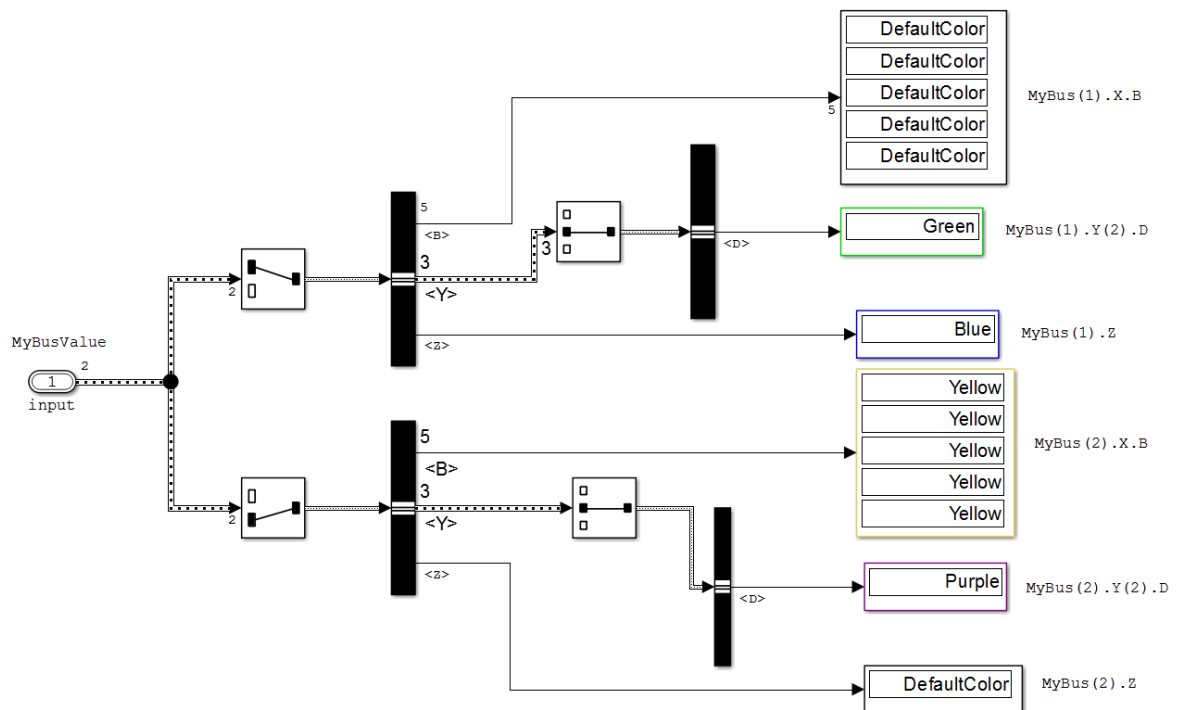 DefaultColor
DefaultColor
DefaultColor
DefaultColor
DefaultColor
5
MyBus(1).X.B
5
<B>
3
<Y>
<Z>
2
3
<D>
Green
MyBus(1).Y(2).D
Blue
MyBus(1).Z
MyBusValue
2
1
input
Yellow
Yellow
Yellow
Yellow
Yellow
MyBus(2).X.B
5
<B>
3
<Y>
<Z>
2
<D>
Purple
MyBus(2).Y(2).D
DefaultColor
MyBus(2).Z